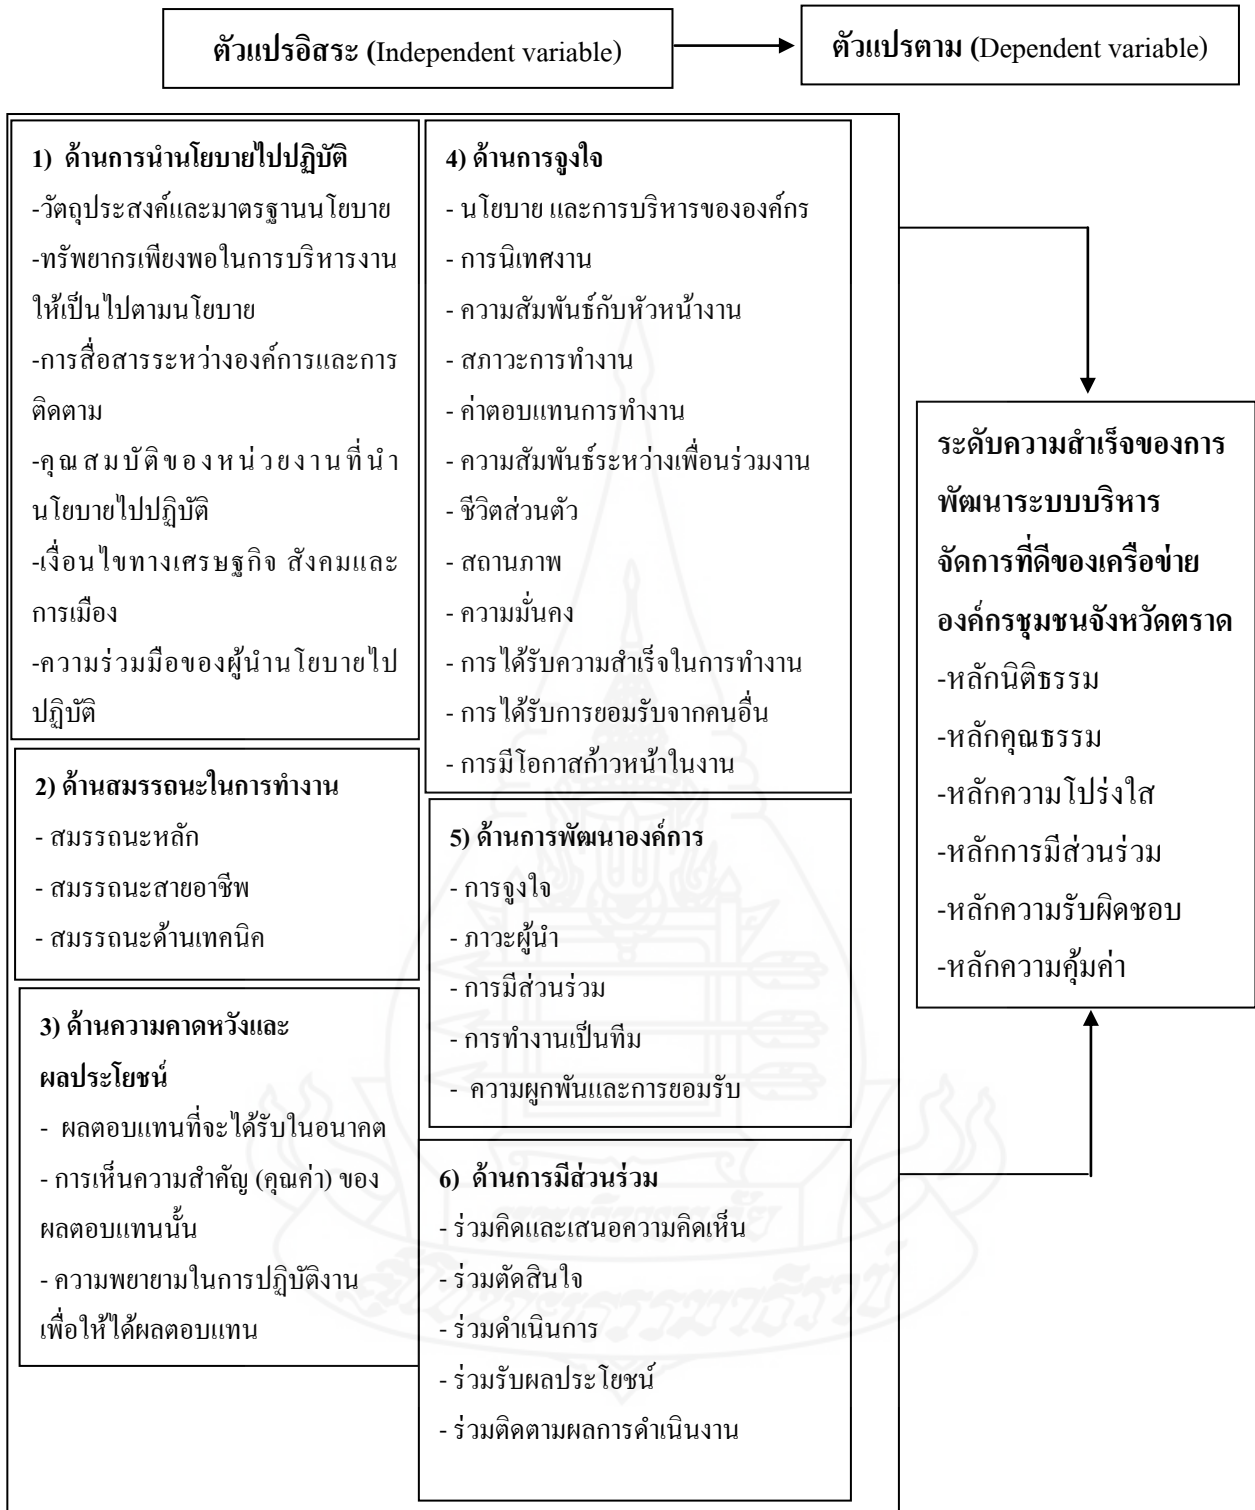 ตัวแปรอิสระ (Independent variable)
ตัวแปรตาม (Dependent variable)
1) ด้านการนำนโยบายไปปฏิบัติ
-วัตถุประสงค์และมาตรฐานนโยบาย
-ทรัพยากรเพียงพอในการบริหารงาน
ให้เป็นไปตามนโยบาย
-การสื่อสารระหว่างองค์การและการ
ติดตาม
-คุณสมบัติของหน่วยงานที่นำ
นโยบายไปปฏิบัติ
-เงื่อนไขทางเศรษฐกิจ สังคมและ
การเมือง
-ความร่วมมือของผู้นำนโยบายไป
ปฏิบัติ
2) ด้านสมรรถนะในการทำงาน
- สมรรถนะหลัก
- สมรรถนะสายอาชีพ
- สมรรถนะด้านเทคนิค
3) ด้านความคาดหวังและ
ผลประโยชน์
- ผลตอบแทนที่จะได้รับในอนาคต
- การเห็นความสำคัญ (คุณค่า) ของ
ผลตอบแทนนั้น
- ความพยายามในการปฏิบัติงาน
เพื่อให้ได้ผลตอบแทน
4) ด้านการจูงใจ
- นโยบาย และการบริหารขององค์กร
- การนิเทศงาน
- ความสัมพันธ์กับหัวหน้างาน
- สภาวะการทำงาน
- ค่าตอบแทนการทำงาน
- ความสัมพันธ์ระหว่างเพื่อนร่วมงาน
- ชีวิตส่วนตัว
- สถานภาพ
- ความมั่นคง
- การได้รับความสำเร็จในการทำงาน
- การได้รับการยอมรับจากคนอื่น
- การมีโอกาสก้าวหน้าในงาน
5) ด้านการพัฒนาองค์การ
- การจูงใจ
- ภาวะผู้นำ
- การมีส่วนร่วม
- การทำงานเป็นทีม
- ความผูกพันและการยอมรับ
6) ด้านการมีส่วนร่วม
- ร่วมคิดและเสนอความคิดเห็น
- ร่วมตัดสินใจ
- ร่วมดำเนินการ
- ร่วมรับผลประโยชน์
- ร่วมติดตามผลการดำเนินงาน
ระดับความสำเร็จของการ
พัฒนาระบบบริหาร
จัดการที่ดีของเครือข่าย
องค์กรชุมชนจังหวัดตราด
-หลักนิติธรรม
-หลักคุณธรรม
-หลักความโปร่งใส
-หลักการมีส่วนร่วม
-หลักความรับผิดชอบ
-หลักความคุ้มค่า